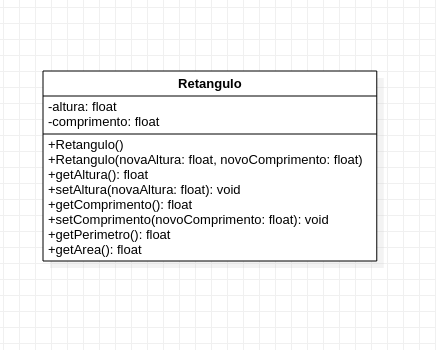 Retangulo
-altura: float
-comprimento: float
+Retangulo()
+Retangulo(novaAltura: float, novoComprimento: float)
+getAltura(): float
+setAltura(novaAltura: float): void
+getComprimento(): float
+setComprimento(novoComprimento: float): void
+getPerimetro(): float
+getArea(): float